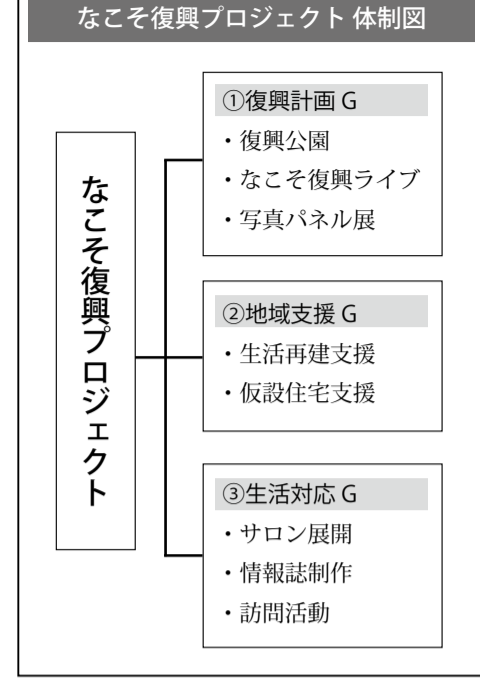 なこそ復興プロジェクト 体制図
なこそ復興プロジェクト
①復興計画 G
・復興公園
・なこそ復興ライブ
・写真パネル展
②地域支援 G
・生活再建支援
・仮設住宅支援
③生活対応 G
・サロン展開
・情報誌制作
・訪問活動